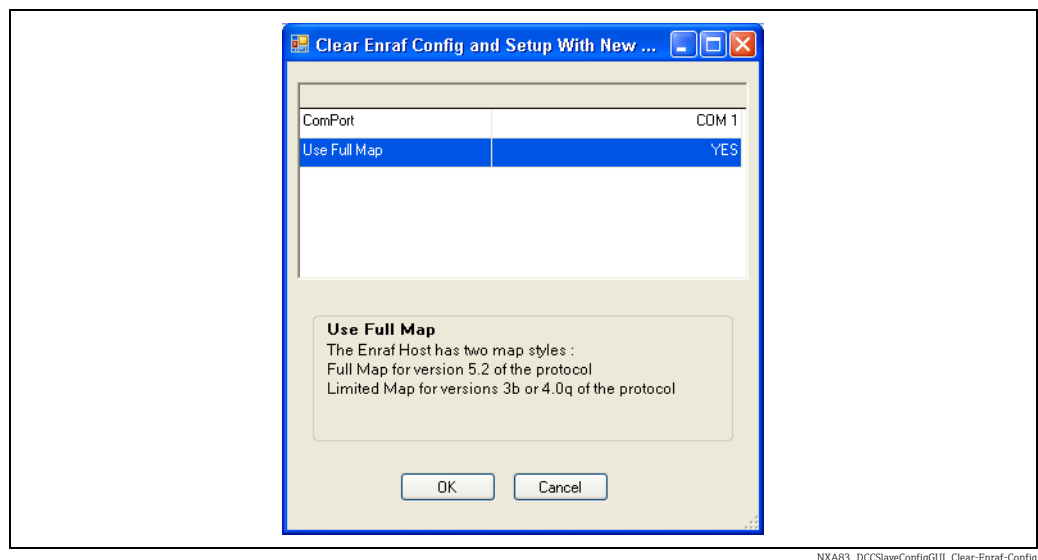 Clear Enraf Config and Setup With New ...
ComPort COM 1
Use Full Map YES
Use Full Map
The Enraf Host has two map styles :
Full Map for version 5.2 of the protocol
Limited Map for versions 3b or 4.0q of the protocol
OK Cancel
NXA83_DCCSlaveConfigGUI_Clear-Enraf-Config